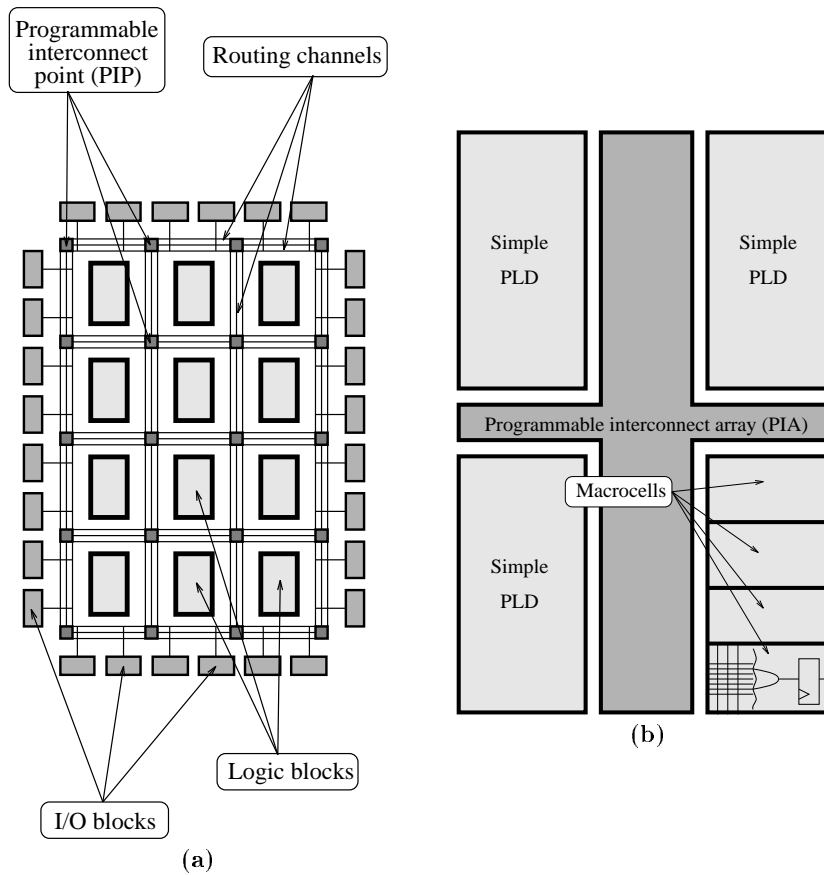 Programmable
interconnect
point (PIP)
Routing channels
Simple
PLD
Simple
PLD
Programmable interconnect array (PIA)
Macrocells
Simple
PLD
Logic blocks
I/O blocks
(a)
(b)